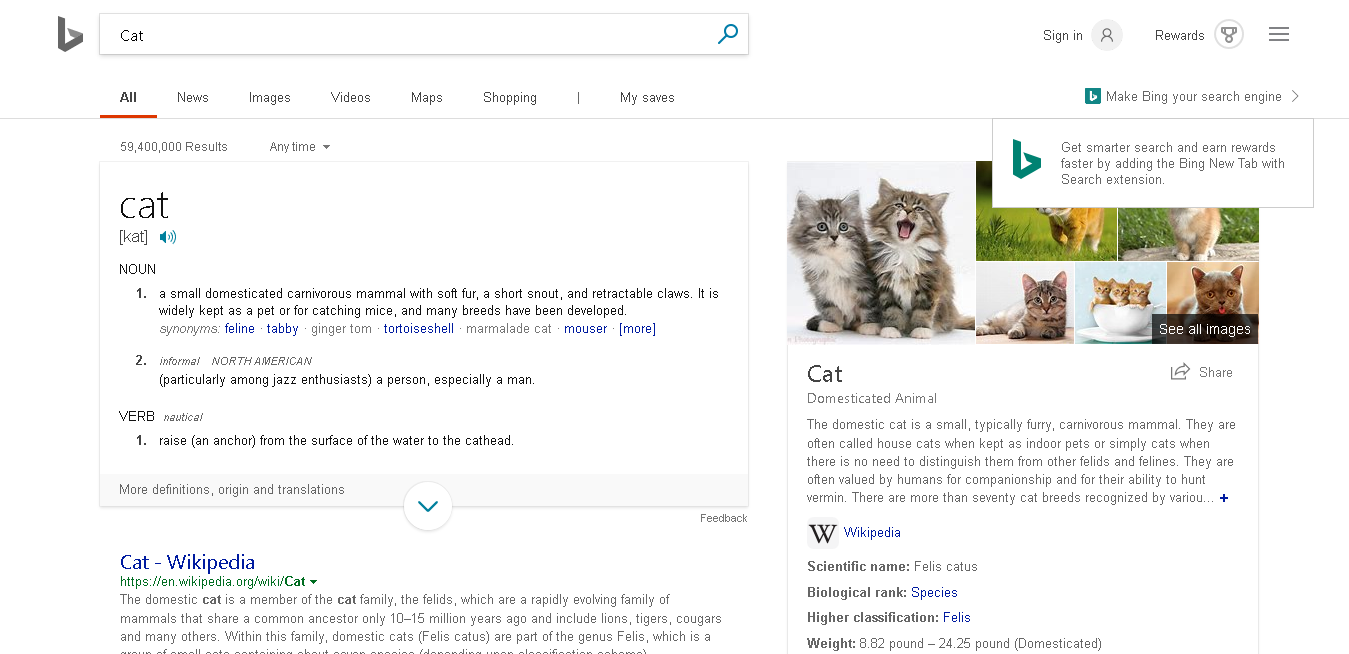 Cat
Sign in
Rewards
All
News
Images
Videos
Maps
Shopping
|
My saves
Make Bing your search engine
Get smarter search and earn rewards
faster by adding the Bing New Tab with
Search extension.
59,400,000 Results
Any time
cat
[kat]
NOUN
1. a small domesticated carnivorous mammal with soft fur, a short snout, and retractable claws. It is
widely kept as a pet or for catching mice, and many breeds have been developed.
synonyms: feline · tabby · ginger tom · tortoiseshell · marmalade cat · mouser · [more]
2. informal NORTH AMERICAN
(particularly among jazz enthusiasts) a person, especially a man.
VERB nautical
1. raise (an anchor) from the surface of the water to the cathead.
More definitions, origin and translations
Feedback
Cat - Wikipedia
https://en.wikipedia.org/wiki/Cat
The domestic cat is a member of the cat family, the felids, which are a rapidly evolving family of
mammals that share a common ancestor only 10–15 million years ago and include lions, tigers, cougars
and many others. Within this family, domestic cats (Felis catus) are part of the genus Felis, which is a
group of small cats containing about seven species (depending upon classification scheme)
See all images
Cat
Share
Domesticated Animal
The domestic cat is a small, typically furry, carnivorous mammal. They are
often called house cats when kept as indoor pets or simply cats when
there is no need to distinguish them from other felids and felines. They are
often valued by humans for companionship and for their ability to hunt
vermin. There are more than seventy cat breeds recognized by variou... +
W Wikipedia
Scientific name: Felis catus
Biological rank: Species
Higher classification: Felis
Weight: 8.82 pound – 24.25 pound (Domesticated)